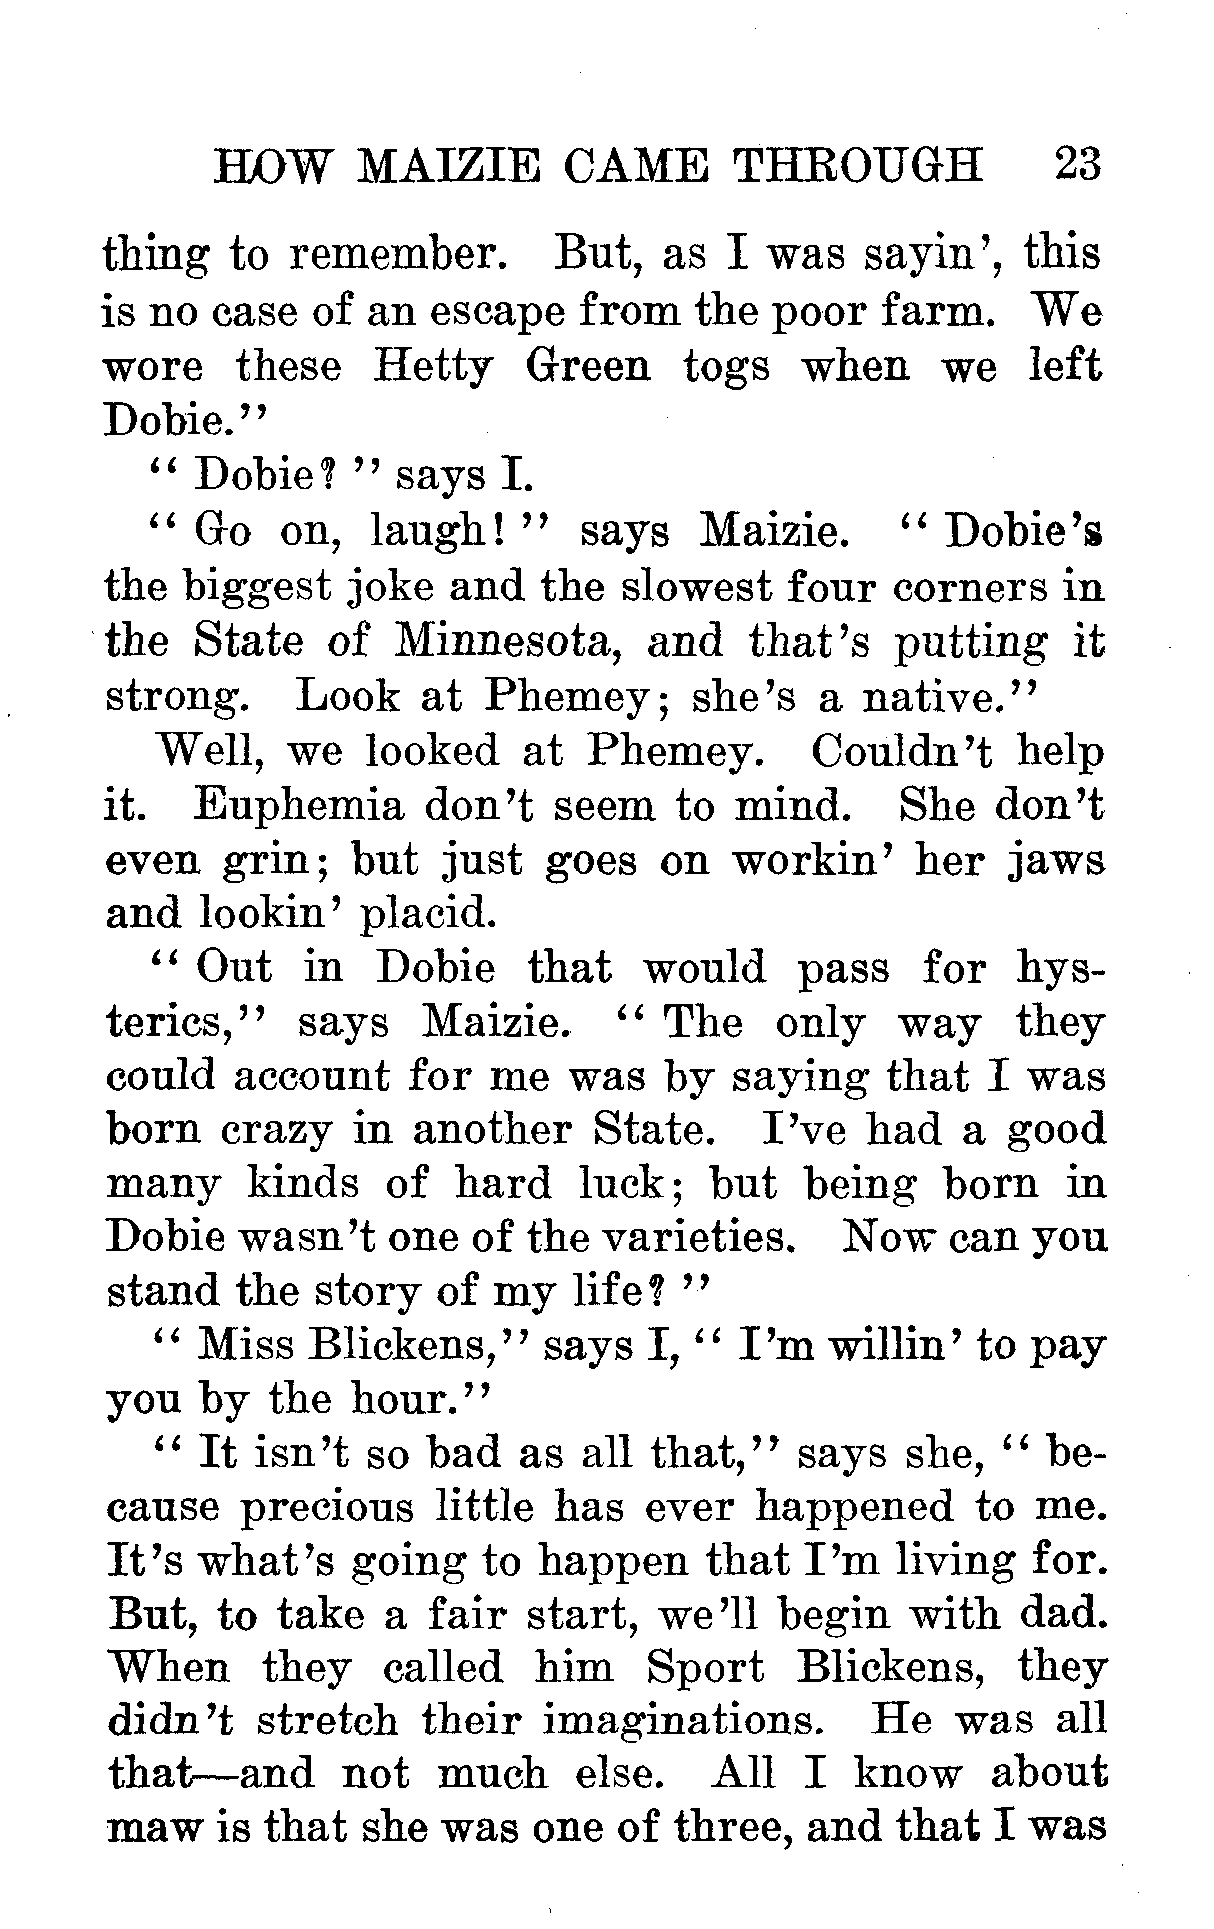 HOW MAIZIE CAME THROUGH 23
thing to remember. But, as I was sayin', this
is no case of an escape from the poor farm. We
wore these Hetty Green togs when we left
Dobie."
" Dobie? " says I.
" Go on, laugh! " says Maizie. " Dobie's
the biggest joke and the slowest four corners in
the State of Minnesota, and that's putting it
strong. Look at Phemey; she's a native."
Well, we looked at Phemey. Couldn't help
it. Euphemia don't seem to mind. She don't
even grin; but just goes on workin' her jaws
and lookin' placid.
" Out in Dobie that would pass for hys-
terics," says Maizie. " The only way they
could account for me was by saying that I was
born crazy in another State. I've had a good
many kinds of hard luck; but being born in
Dobie wasn't one of the varieties. Now can you
stand the story of my life? "
" Miss Blickens," says I, " I'm willin' to pay
you by the hour."
" It isn't so bad as all that," says she, " be-
cause precious little has ever happened to me.
It's what's going to happen that I'm living for.
But, to take a fair start, we'll begin with dad.
When they called him Sport Blickens, they
didn't stretch their imaginations. He was all
that—and not much else. All I know about
maw is that she was one of three, and that I was